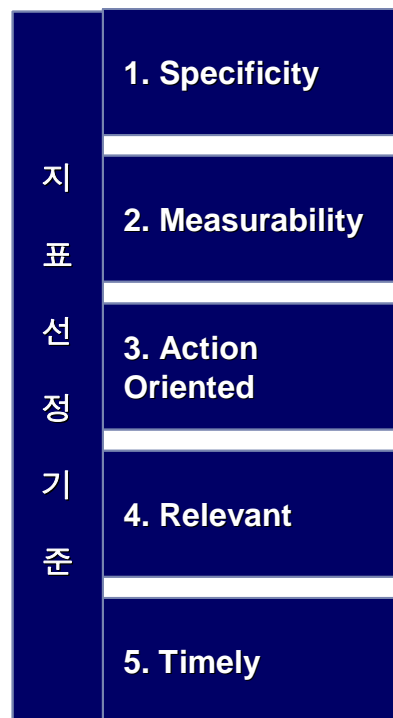 지
표
선
정
기
준
1. Specificity
2. Measurability
3. Action
Oriented
4. Relevant
5. Timely